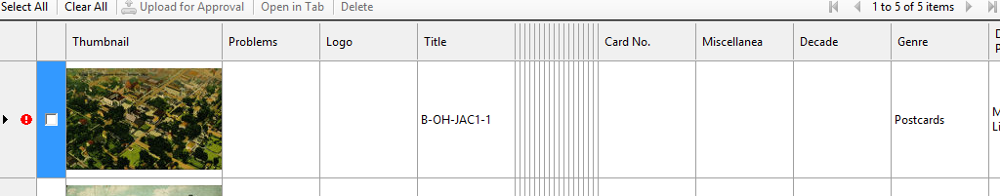 Select All Clear All Upload for Approval Open in Tab Delete 1 to 5 of 5 items
Thumbnail Problems Logo Title Card No. Miscellanea Decade Genre D
P
B-OH-JAC1-1 Postcards M
Li